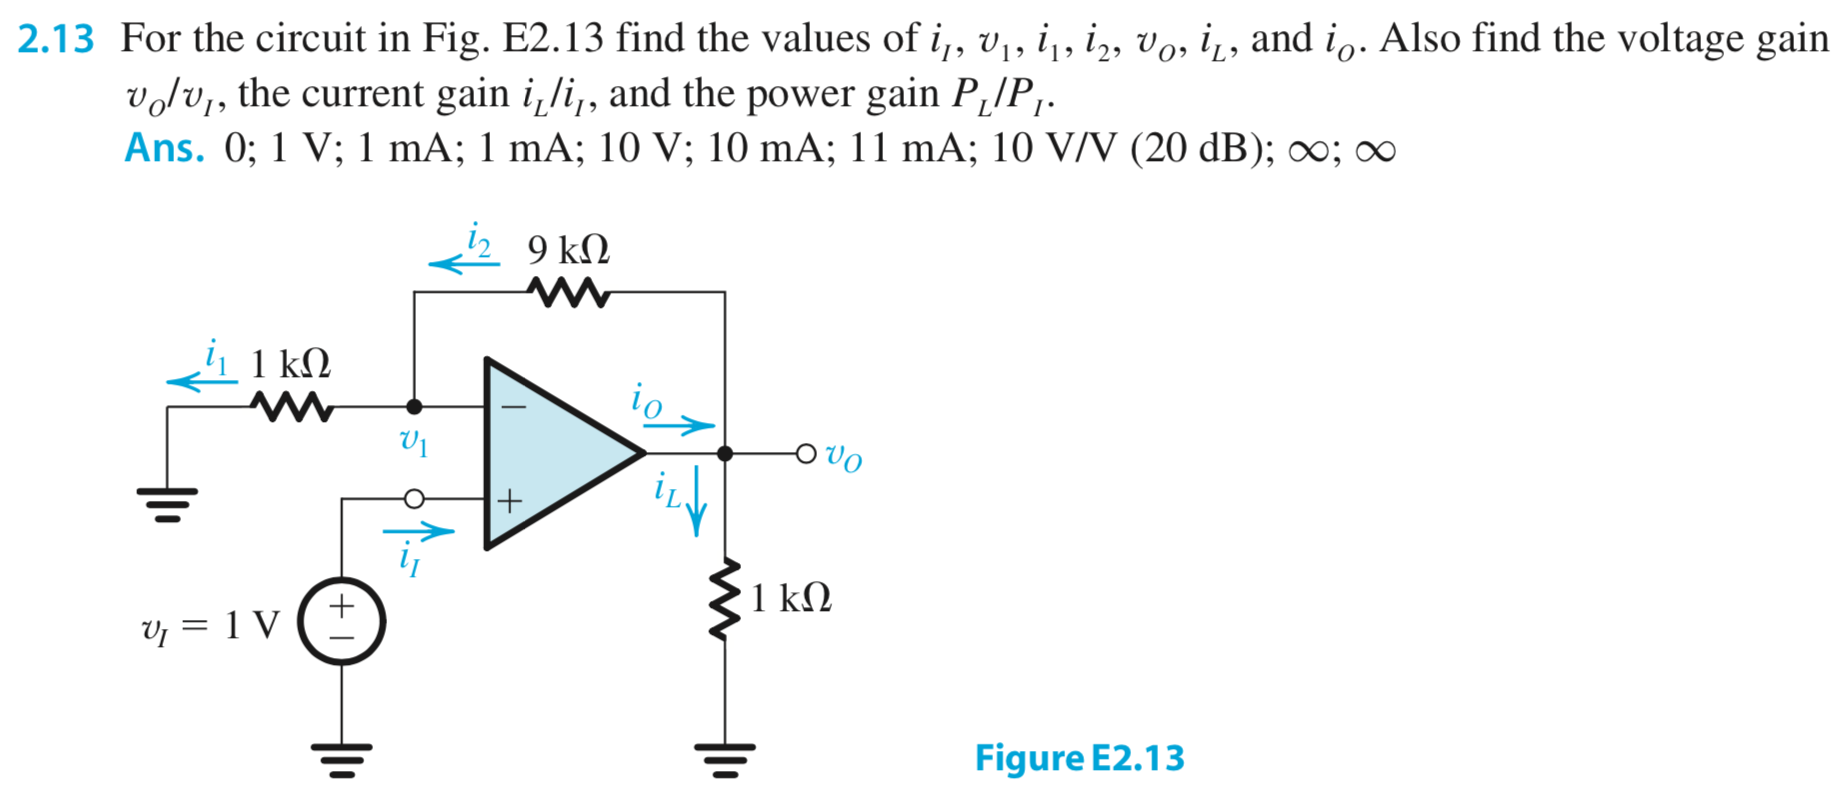 2.13 For the circuit in Fig. E2.13 find the values of i_I, v_1, i_1, i_2, v_O, i_L, and i_O. Also find the voltage gain
v_O/v_I, the current gain i_L/i_I, and the power gain P_L/P_I.
Ans. 0; 1 V; 1 mA; 1 mA; 10 V; 10 mA; 11 mA; 10 V/V (20 dB); ∞; ∞
i_2 9 kΩ
i_1 1 kΩ
−
i_O
v_1
v_O
i_L
+
i_I
1 kΩ
v_I = 1 V
+
−
Figure E2.13